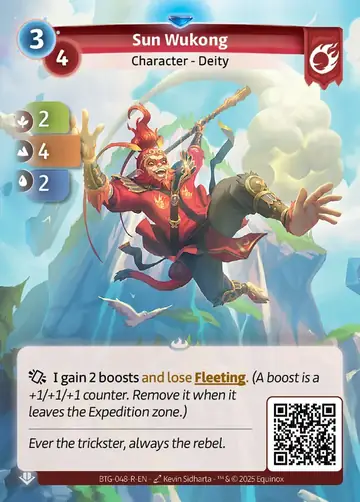 3
4
Sun Wukong
Character - Deity
2
4
2
I gain 2 boosts and lose Fleeting. (A boost is a
+1/+1/+1 counter. Remove it when it
leaves the Expedition zone.)
Ever the trickster, always the rebel.
BTG-048-R-EN - Kevin Sidharta - ™ & © 2025 Equinox